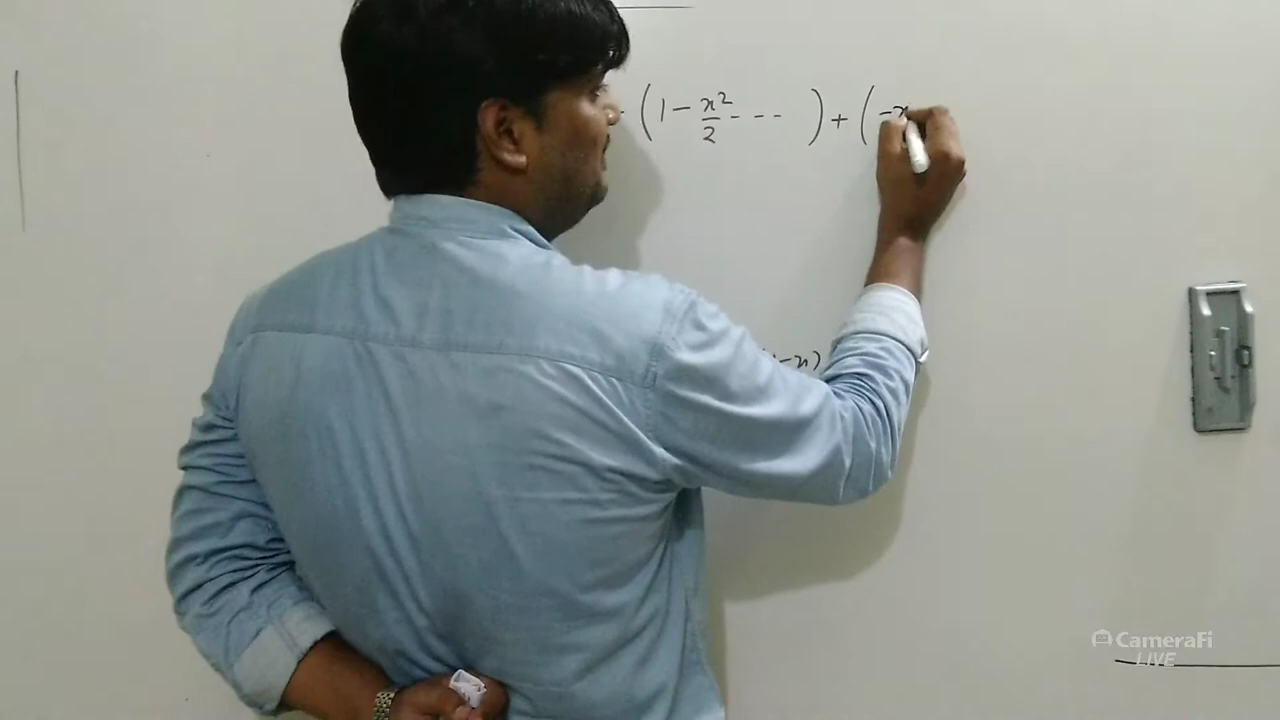 - (1 - x²/2 - - - ) + (-x
-x)
CameraFi
LIVE